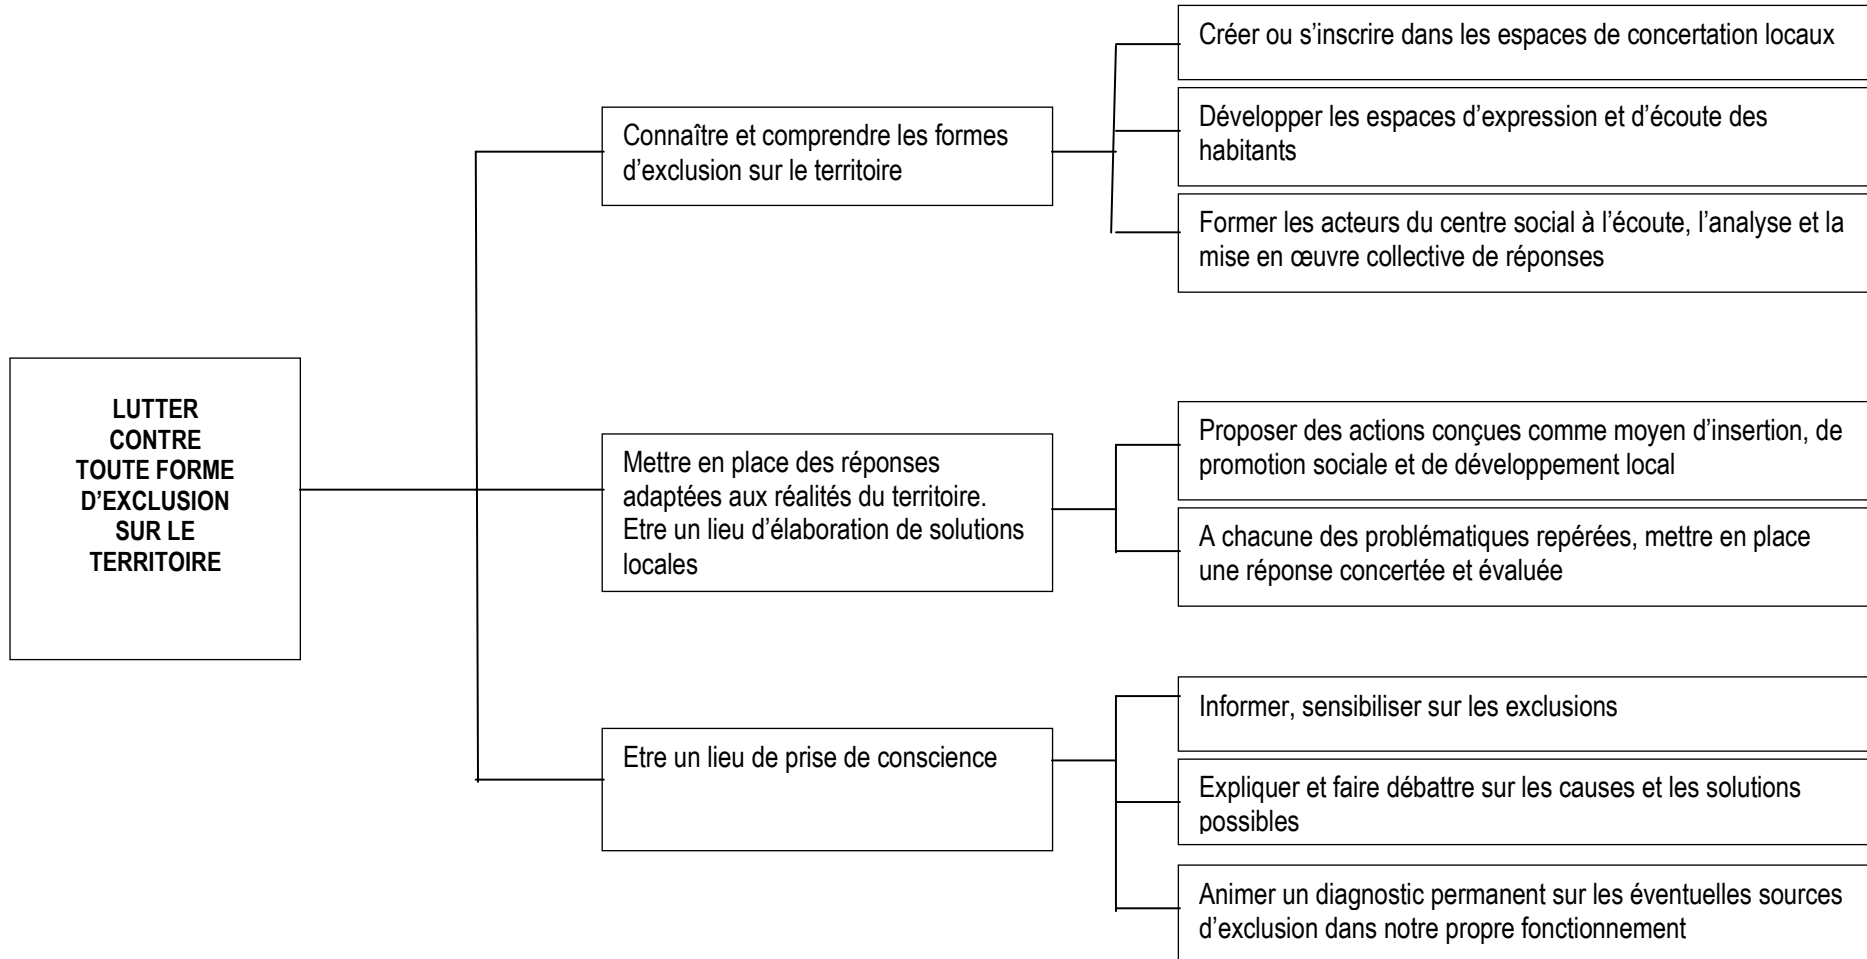 LUTTER
CONTRE
TOUTE FORME
D’EXCLUSION
SUR LE
TERRITOIRE
Connaître et comprendre les formes
d’exclusion sur le territoire
Créer ou s’inscrire dans les espaces de concertation locaux
Développer les espaces d’expression et d’écoute des
habitants
Former les acteurs du centre social à l’écoute, l’analyse et la
mise en œuvre collective de réponses
Mettre en place des réponses
adaptées aux réalités du territoire.
Etre un lieu d’élaboration de solutions
locales
Proposer des actions conçues comme moyen d’insertion, de
promotion sociale et de développement local
A chacune des problématiques repérées, mettre en place
une réponse concertée et évaluée
Etre un lieu de prise de conscience
Informer, sensibiliser sur les exclusions
Expliquer et faire débattre sur les causes et les solutions
possibles
Animer un diagnostic permanent sur les éventuelles sources
d’exclusion dans notre propre fonctionnement